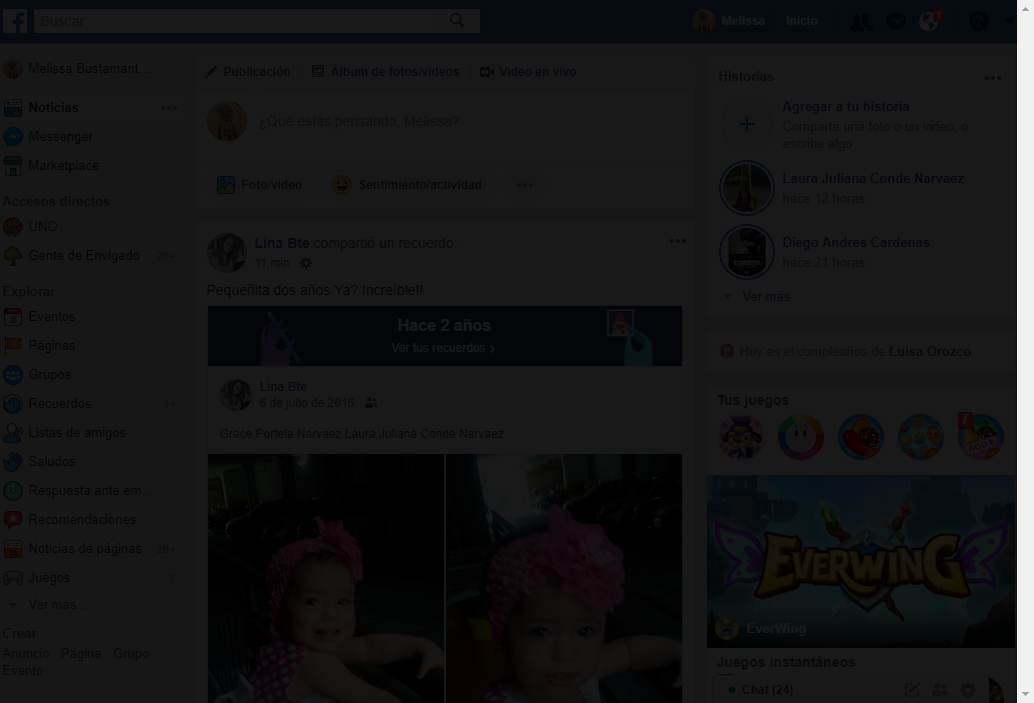 Buscar
Melissa
Inicio
Melissa Bustamant...
Noticias
Messenger
Marketplace
Accesos directos
UNO
Gente de Envigado 20+
Explorar
Eventos
Páginas
Grupos
Recuerdos 14
Listas de amigos
Saludos
Respuesta ante em...
Recomendaciones
Noticias de páginas 20+
Juegos 7
Ver más...
Crear
Anuncio Página Grupo
Evento
Publicación
Álbum de fotos/videos
Video en vivo
¿Qué estás pensando, Melissa?
Foto/video
Sentimiento/actividad
Lina Bte compartió un recuerdo.
11 min
Pequeñita dos años Ya? Increíble!!
Hace 2 años
Ver tus recuerdos ›
Lina Bte
6 de julio de 2016
Grace Portela Narvaez Laura Juliana Conde Narvaez
Historias
Agregar a tu historia
Comparte una foto o un video, o
escribe algo
Laura Juliana Conde Narvaez
hace 12 horas
Diego Andres Cardenas
hace 21 horas
Ver más
Hoy es el cumpleaños de Luisa Orozco
Tus juegos
7
EVERWING
EverWing
Juegos instantáneos
Chat (24)